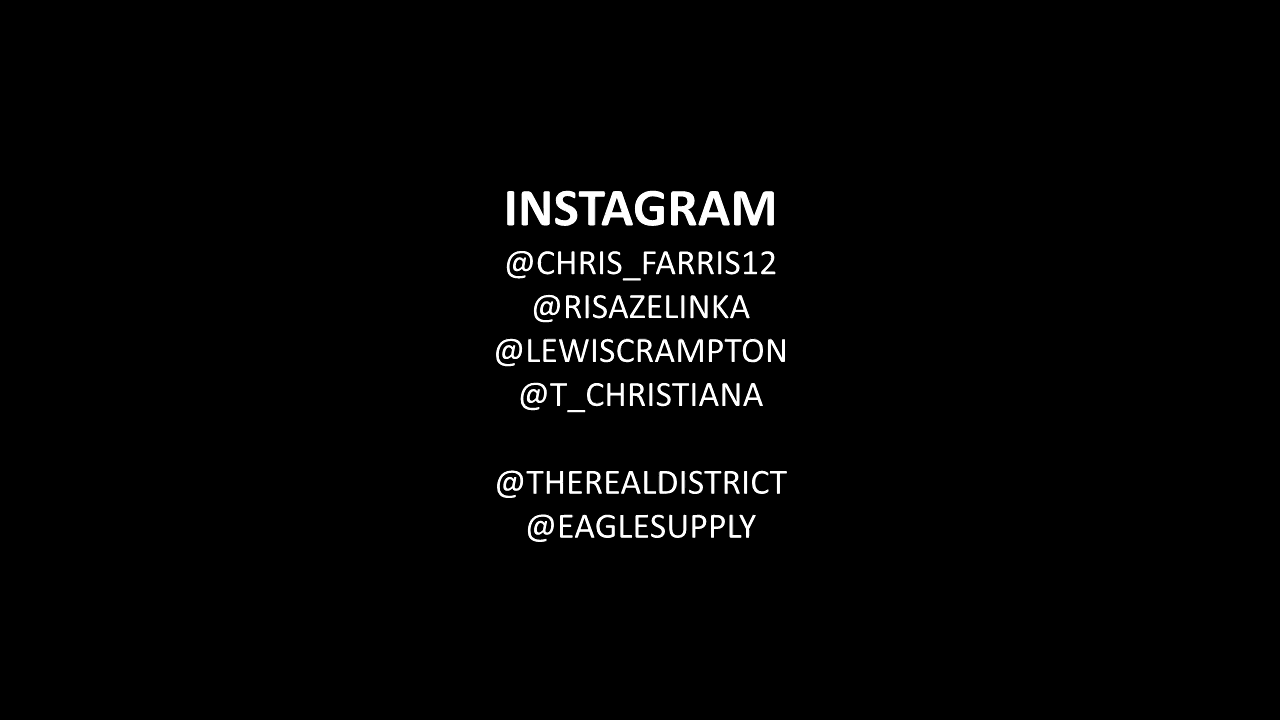 INSTAGRAM
@CHRIS_FARRIS12
@RISAZELINKA
@LEWISCRAMPTON
@T_CHRISTIANA
@THEREALDISTRICT
@EAGLESUPPLY